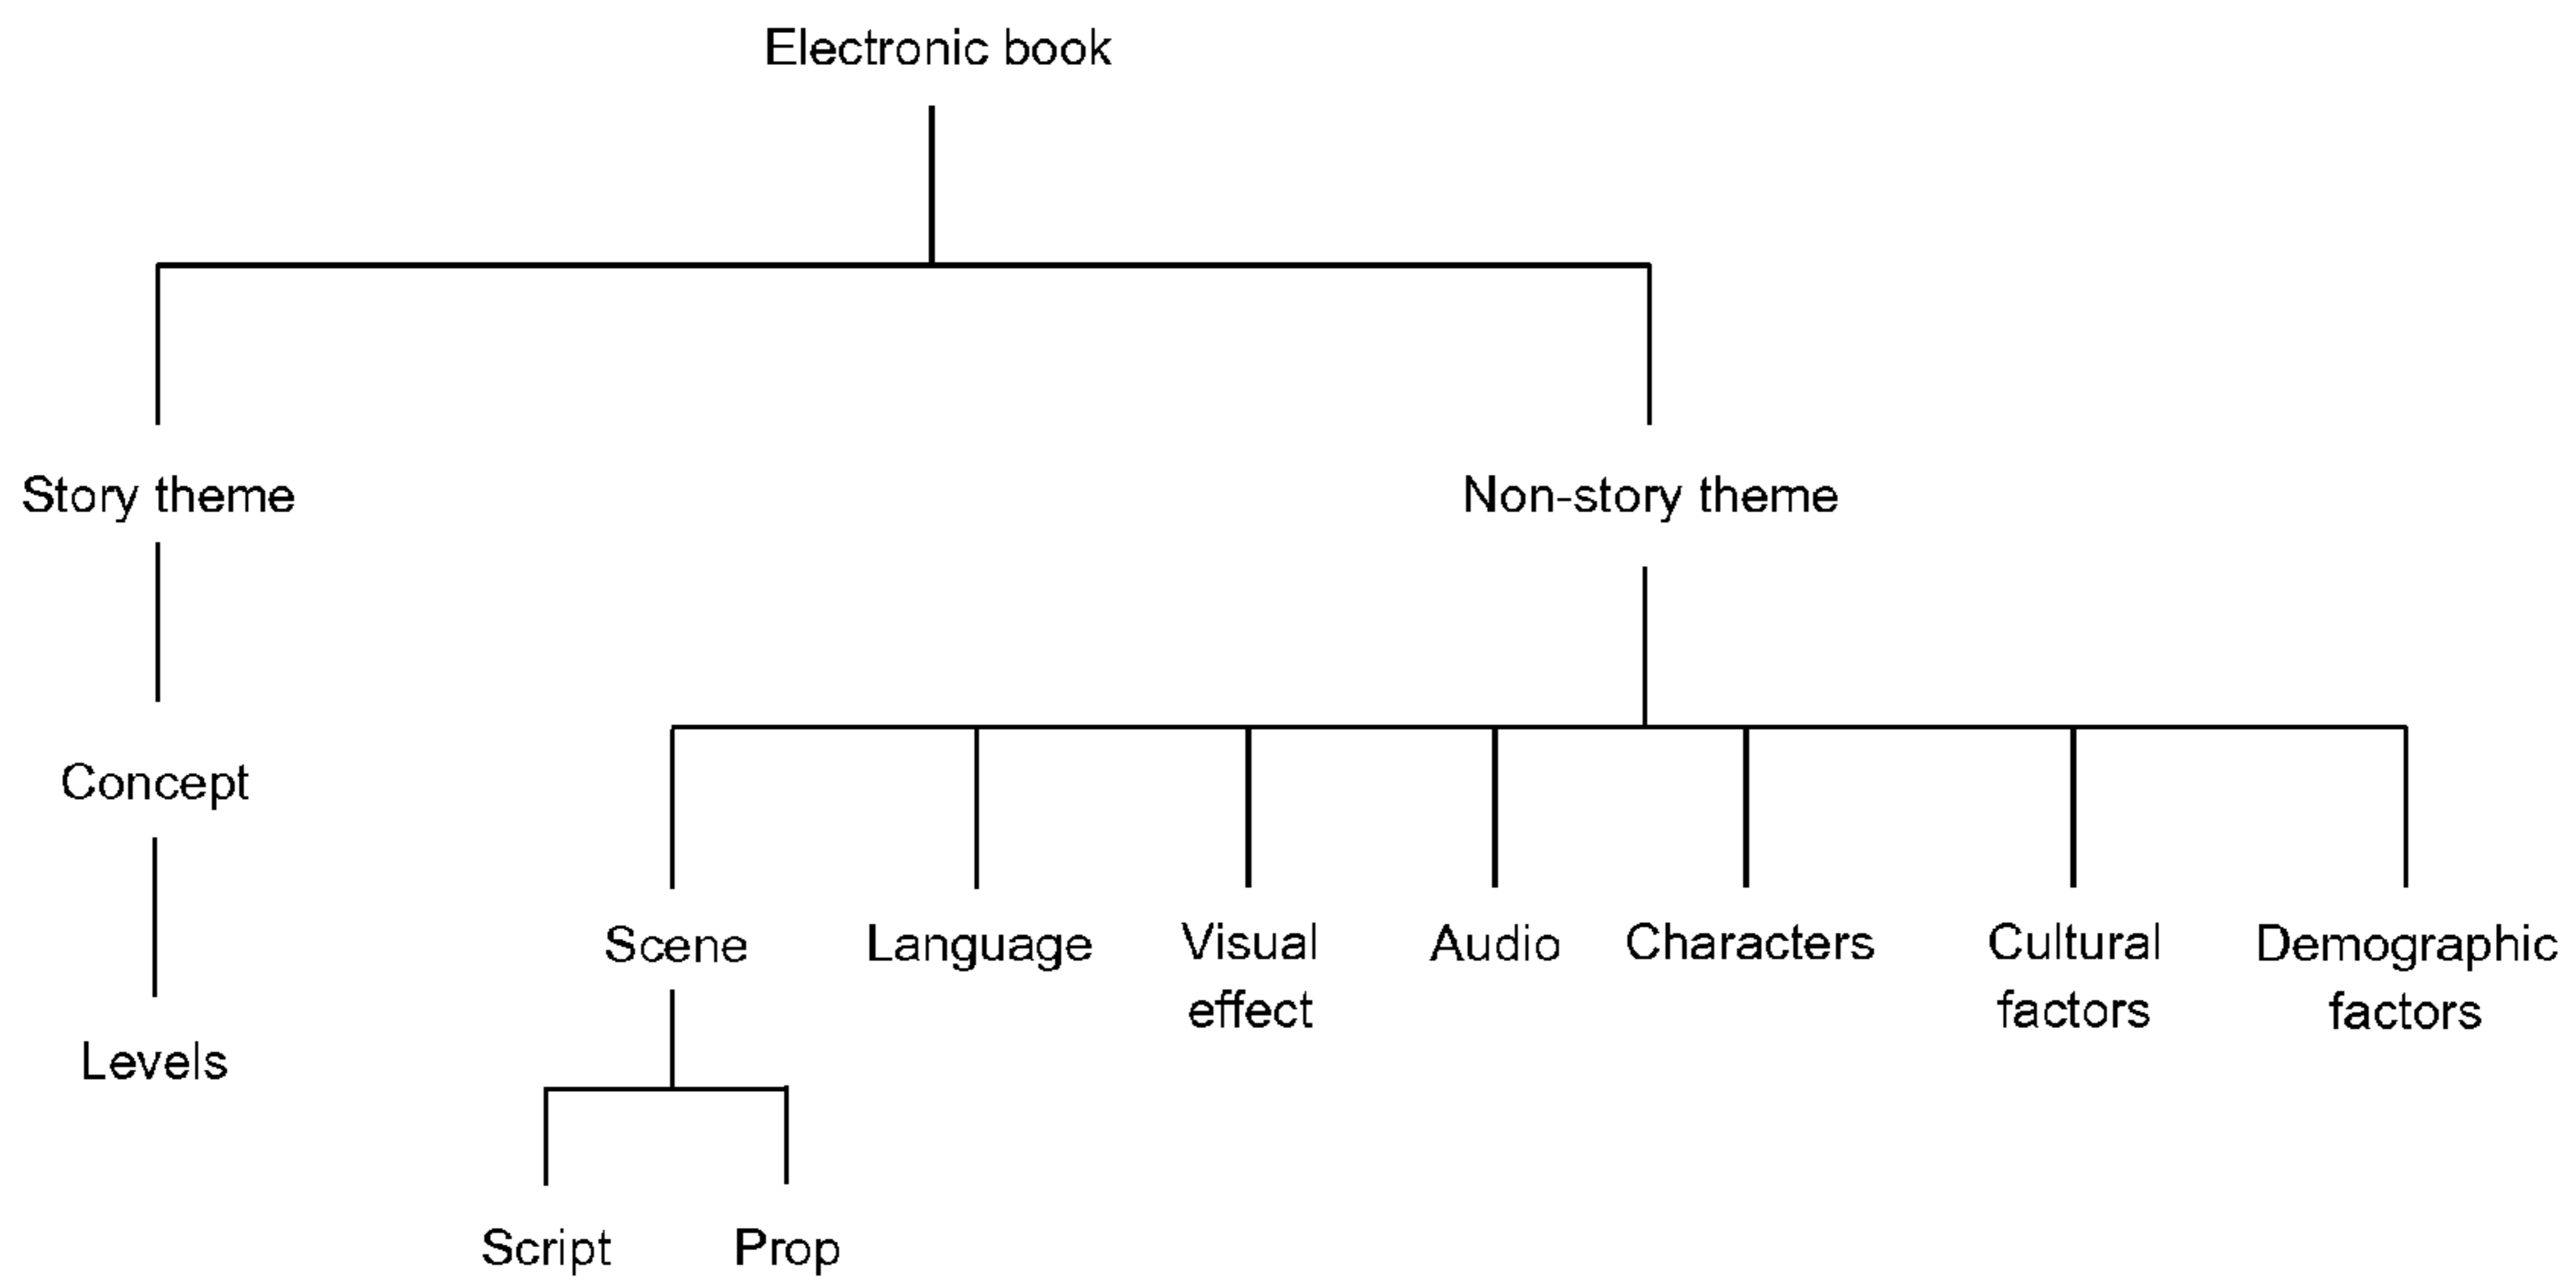 Electronic book
Story theme
Non-story theme
Concept
Scene
Language
Visual
effect
Audio
Characters
Cultural
factors
Demographic
factors
Levels
Script
Prop